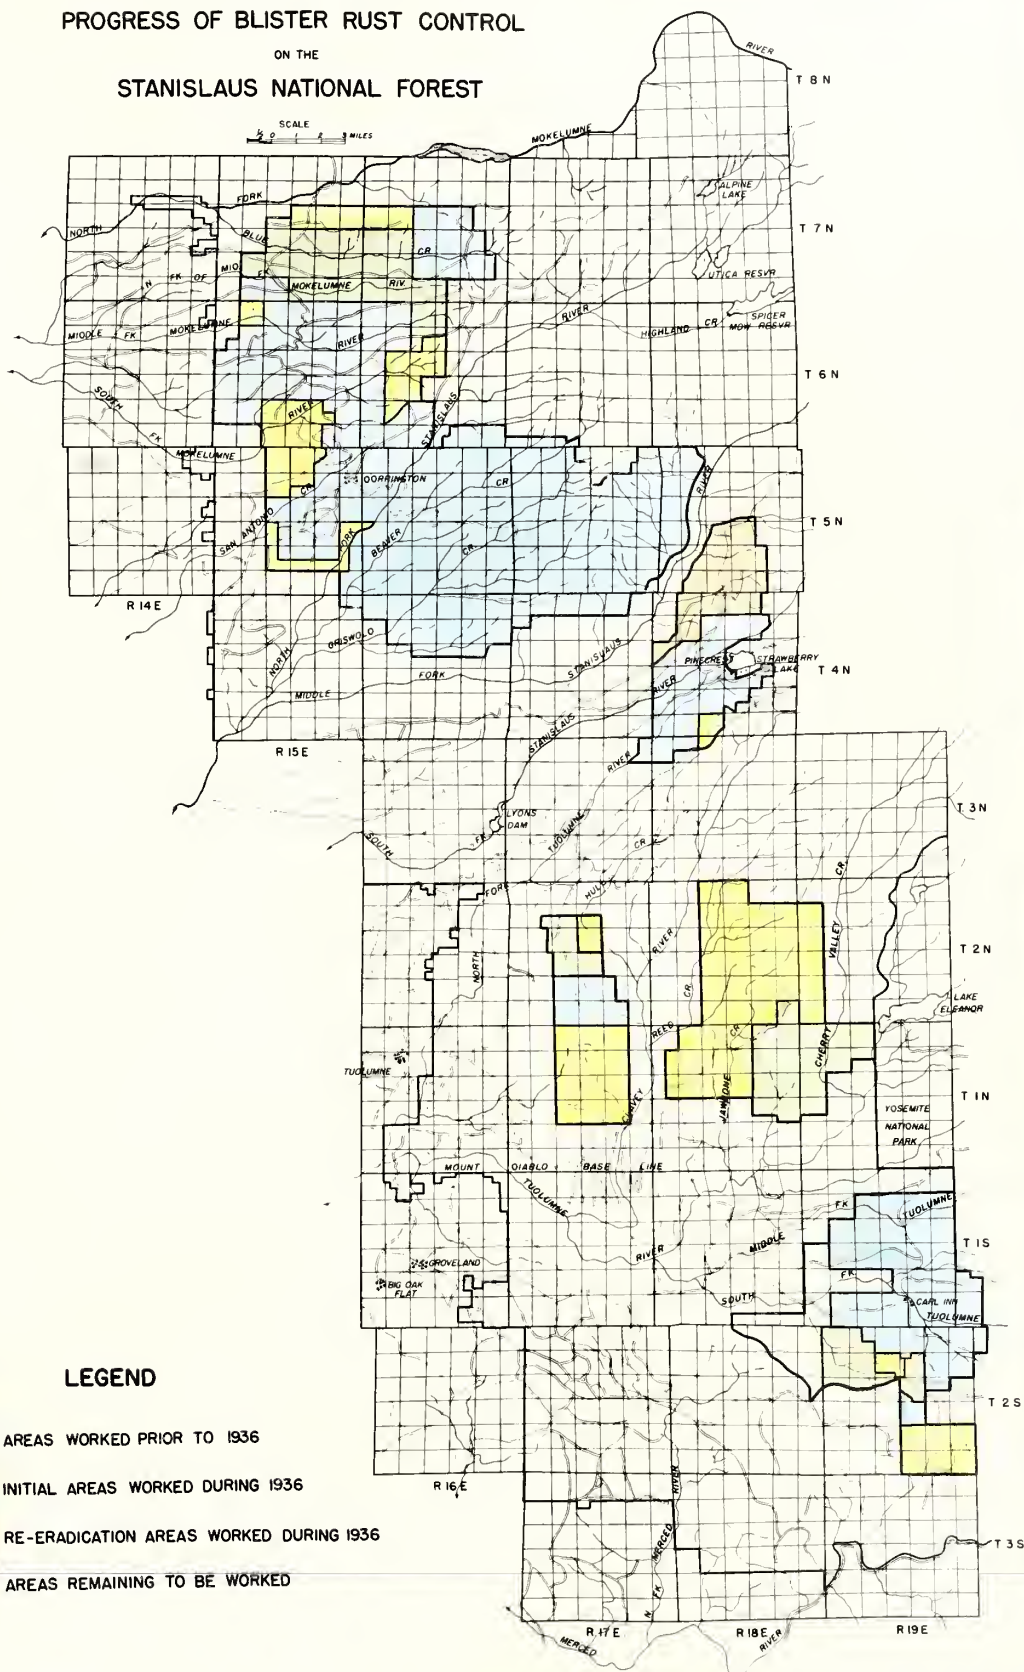 PROGRESS OF BLISTER RUST CONTROL
ON THE
STANISLAUS NATIONAL FOREST
SCALE
½ 0 1 2 3 MILES
RIVER
T 8 N
MOKELUMNE
ALPINE
LAKE
FORK
NORTH
BLUE
CR.
T 7 N
N FK OF MID. FK
MOKELUMNE RIV.
UTICA RESVR
SPICER
MDW RESVR
HIGHLAND CR
RIVER
MIDDLE FK MOKELUMNE
RIVER
T 6 N
SOUTH
FK
MOKELUMNE
RIVER
STANISLAUS
DORRINGTON
CR
RIVER
SAN ANTONIO
CR.
FORK
BEAVER
CR.
T 5 N
R 14 E
GRISWOLD
NORTH
MIDDLE
FORK
STANISLAUS
RIVER
PINECREST
STRAWBERRY
LAKE
T 4 N
STANISLAUS
RIVER
R 15 E
LYONS
DAM
SOUTH
FK
TUOLUMNE
CR.
T 3 N
FORK
HULL
CR.
NORTH
RIVER
CR.
VALLEY
T 2 N
LAKE
ELEANOR
REED
CR
CHERRY
TUOLUMNE
CLAVEY
JAWBONE
T 1 N
YOSEMITE
NATIONAL
PARK
MOUNT DIABLO BASE LINE
TUOLUMNE
FK
TUOLUMNE
RIVER
MIDDLE
T 1 S
GROVELAND
BIG OAK
FLAT
FK.
SOUTH
CARL INN
TUOLUMNE
LEGEND
T 2 S
AREAS WORKED PRIOR TO 1936
INITIAL AREAS WORKED DURING 1936
R 16 E
RIVER
RE-ERADICATION AREAS WORKED DURING 1936
T 3 S
AREAS REMAINING TO BE WORKED
N FK MERCED
R 17 E
R 18 E
R 19 E
MERCED
RIVER